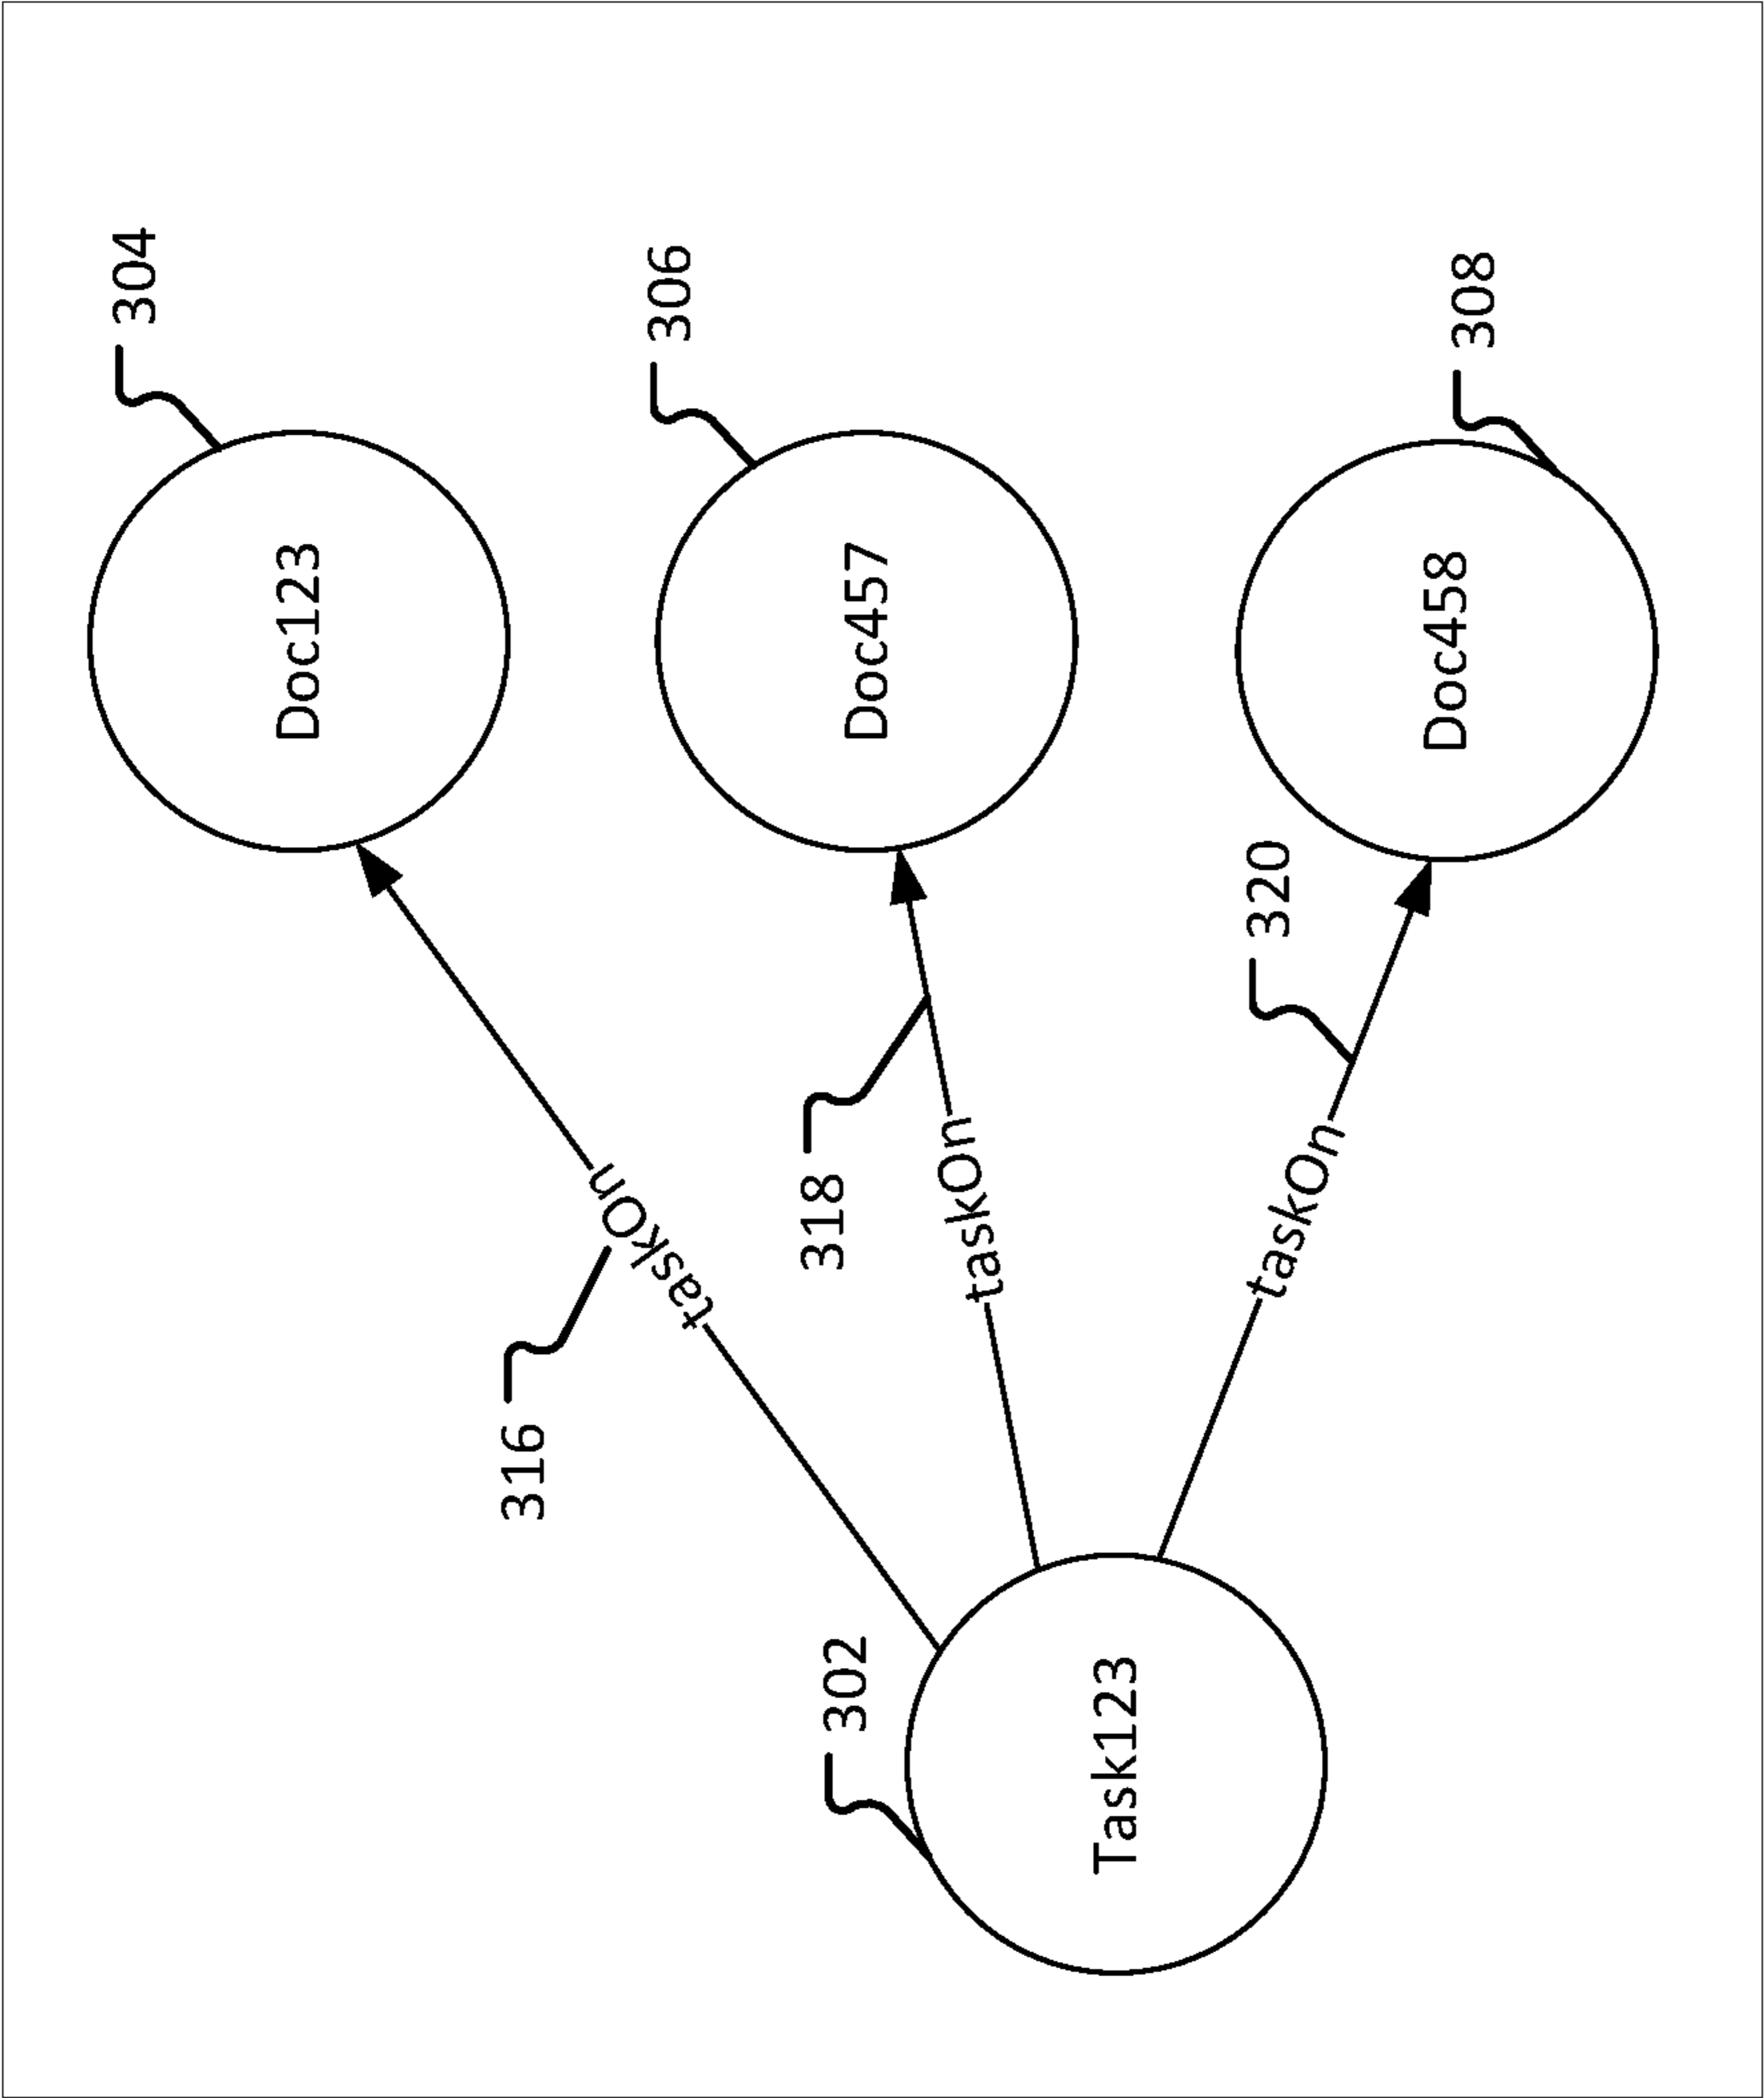 304
Doc123
316
taskOn
306
Doc457
318
taskOn
302
Task123
308
Doc458
320
taskOn